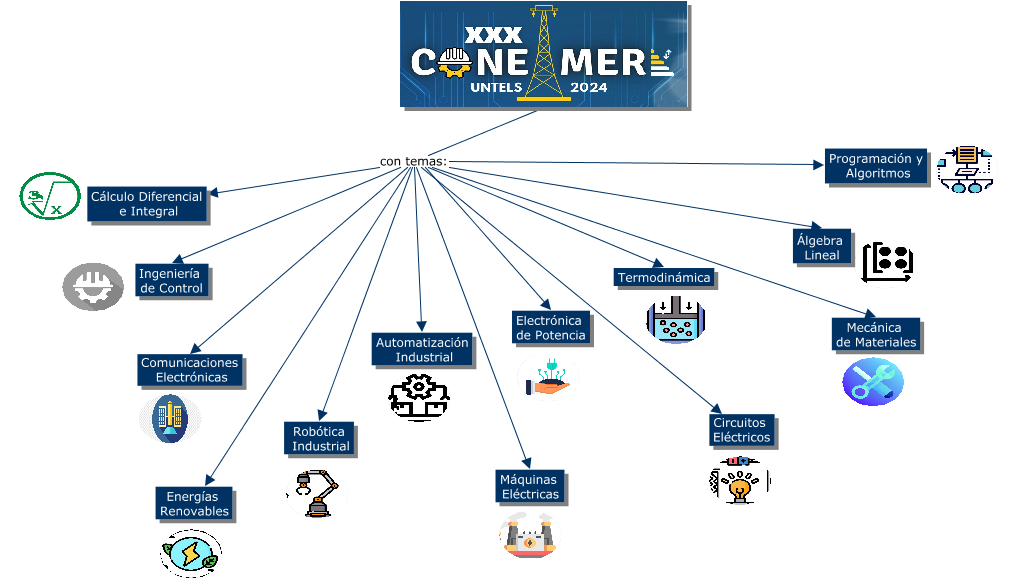 XXX
CONEIMERA
UNTELS 2024
con temas:
Programación y
Algoritmos
Cálculo Diferencial
e Integral
x
Álgebra
Lineal
Ingeniería
de Control
Termodinámica
Electrónica
de Potencia
Mecánica
de Materiales
Automatización
Industrial
Comunicaciones
Electrónicas
Circuitos
Eléctricos
Robótica
Industrial
Máquinas
Eléctricas
Energías
Renovables